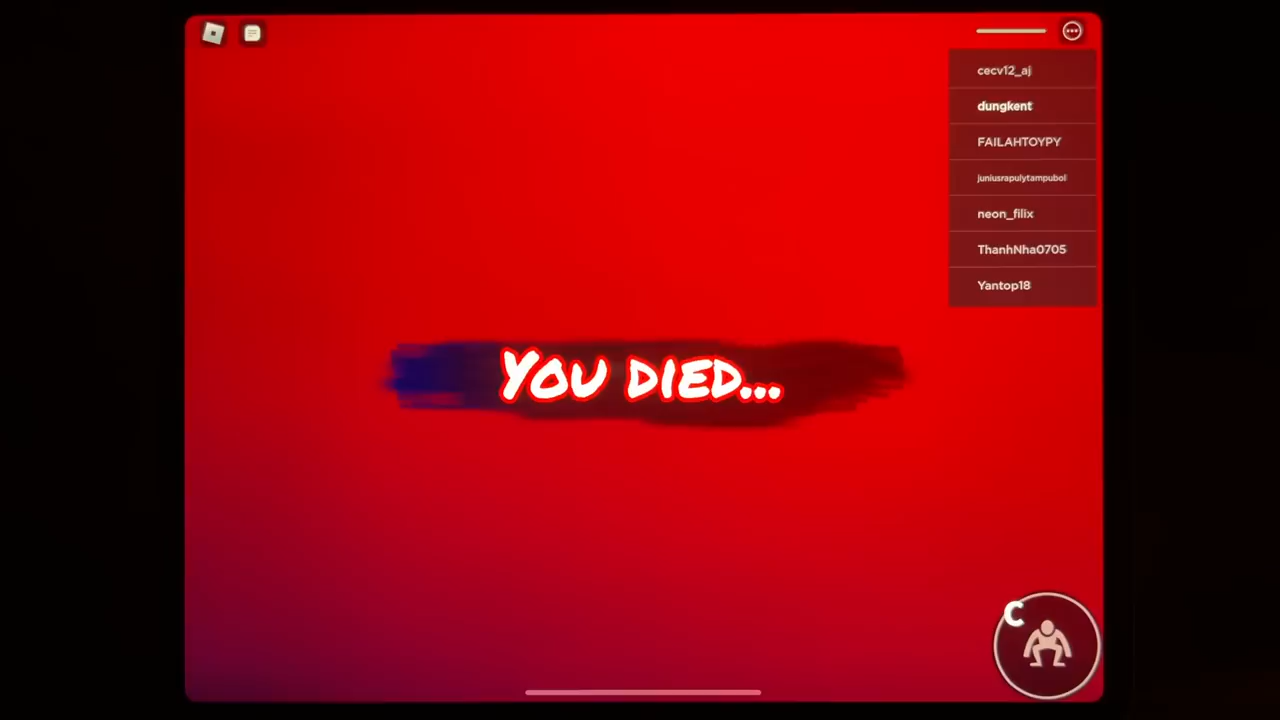 cecv12_aj
dungkent
FAILAHTOYPY
juniusrapulytampubol
neon_filix
ThanhNha0705
Yantop18
You died...
C